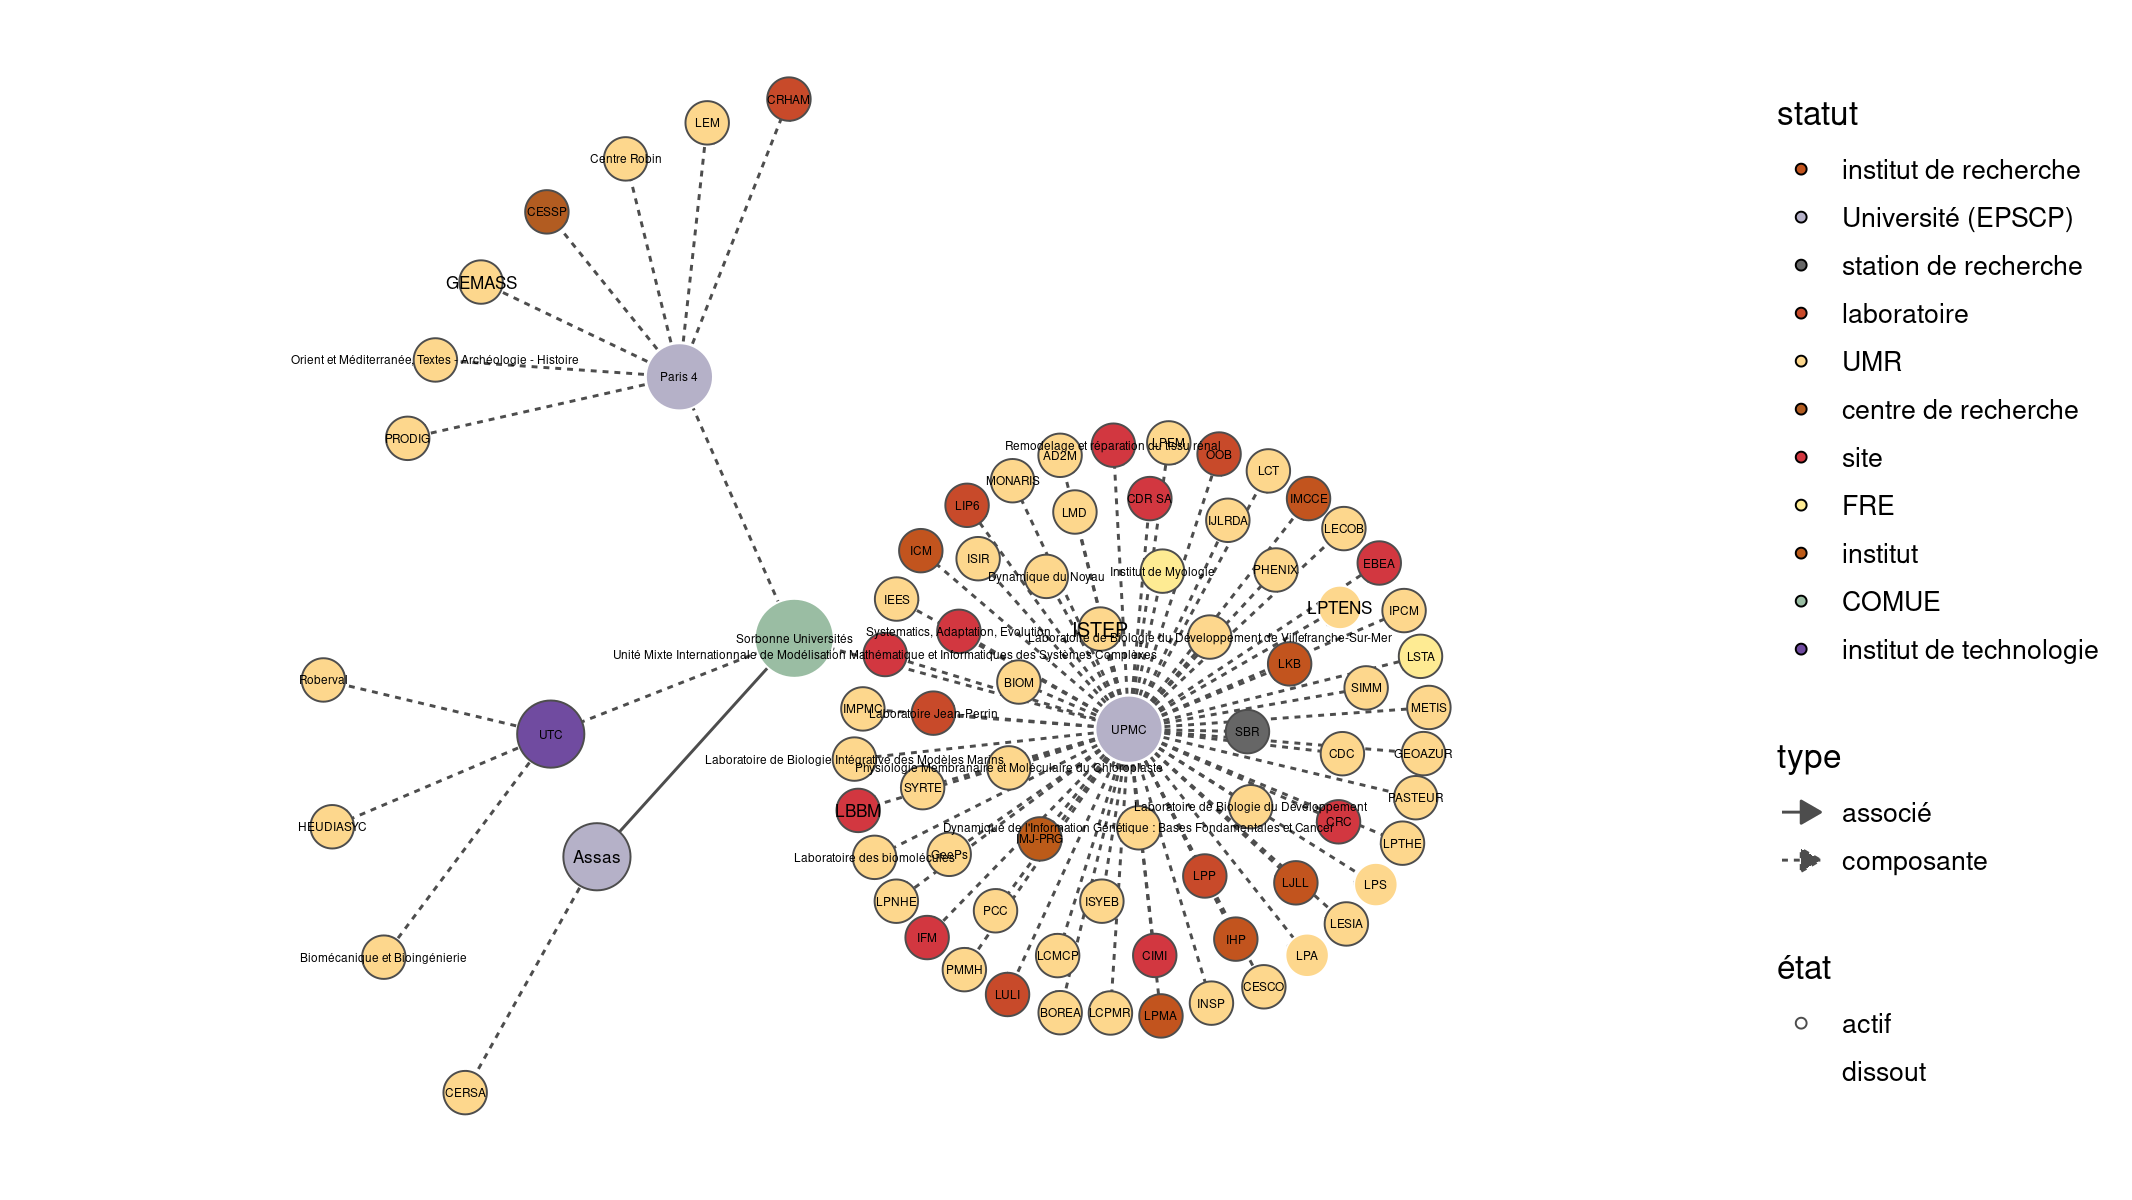 CRHAM
LEM
Centre Robin
CESSP
GEMASS
Orient et Méditerranée, Textes - Archéologie - Histoire
Paris 4
PRODIG
Sorbonne Universités
Unité Mixte Internationnale de Modélisation Mathématique et Informatiques des Systèmes Complexes
Roberval
UTC
HEUDIASYC
Assas
Biomécanique et Bioingénierie
CERSA
Remodelage et réparation du tissu rénal
LPEM
AD2M
OOB
LCT
MONARIS
CDR SA
IMCCE
LIP6
LMD
IJLRDA
LECOB
ICM
ISIR
Dynamique du Noyau
Institut de Myologie
PHENIX
EBEA
IEES
LPTENS
IPCM
Systematics, Adaptation, Evolution
ISTEP
Laboratoire de Biologie du Développement de Villefranche-Sur-Mer
LKB
LSTA
BIOM
SIMM
IMPMC
Laboratoire Jean-Perrin
METIS
UPMC
SBR
CDC
GEOAZUR
Laboratoire de Biologie Intégrative des Modèles Marins
Physiologie Membranaire et Moléculaire du Chloroplaste
SYRTE
PASTEUR
LBBM
Laboratoire de Biologie du Développement
CRC
Dynamique de l'Information Génétique : Bases Fondamentales et Cancer
IMJ-PRG
LPTHE
Laboratoire des biomolécules
GeePs
LPP
LJLL
LPS
LPNHE
PCC
ISYEB
LESIA
IFM
IHP
LCMCP
CIMI
LPA
PMMH
CESCO
LULI
BOREA
LCPMR
LPMA
INSP
statut
institut de recherche
Université (EPSCP)
station de recherche
laboratoire
UMR
centre de recherche
site
FRE
institut
COMUE
institut de technologie
type
associé
composante
état
actif
dissout